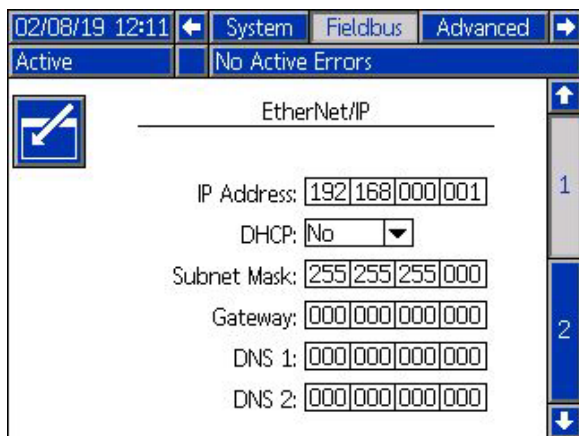 02/08/19 12:11 System Fieldbus Advanced
Active No Active Errors
EtherNet/IP
1
IP Address: 192 168 000 001
DHCP: No
Subnet Mask: 255 255 255 000
Gateway: 000 000 000 000
2
DNS 1: 000 000 000 000
DNS 2: 000 000 000 000